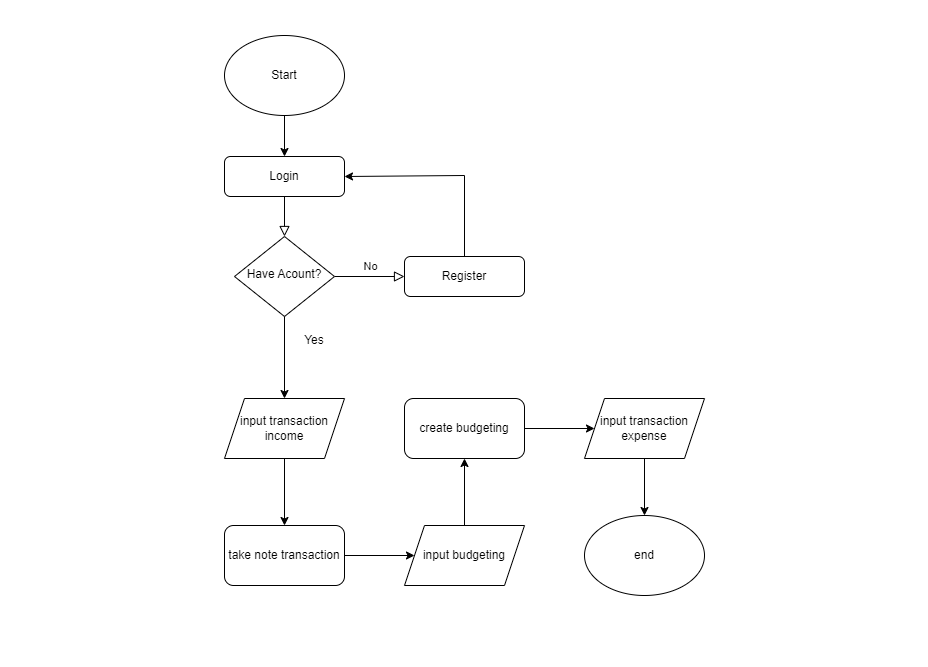 Start
Login
Have Acount?
No
Register
Yes
input transaction
income
create budgeting
input transaction
expense
take note transaction
input budgeting
end